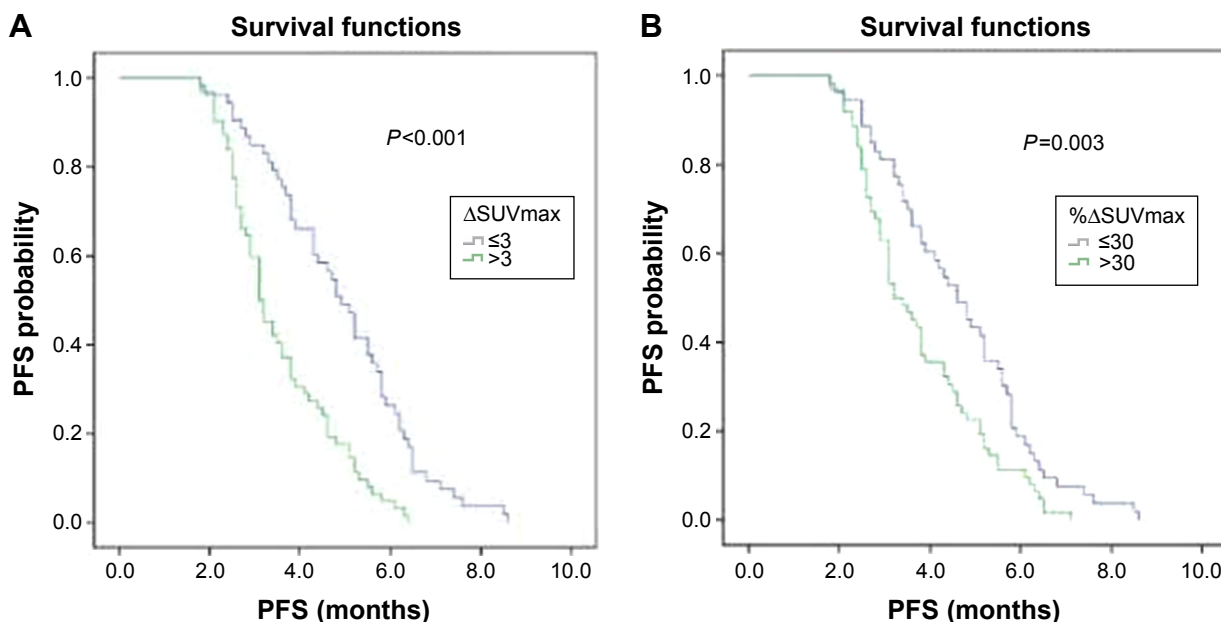 A
Survival functions
1.0
0.8
0.6
0.4
0.2
0.0
PFS probability
P<0.001
ΔSUVmax
≤3
>3
0.0 2.0 4.0 6.0 8.0 10.0
PFS (months)
B
Survival functions
1.0
0.8
0.6
0.4
0.2
0.0
PFS probability
P=0.003
%ΔSUVmax
≤30
>30
0.0 2.0 4.0 6.0 8.0 10.0
PFS (months)